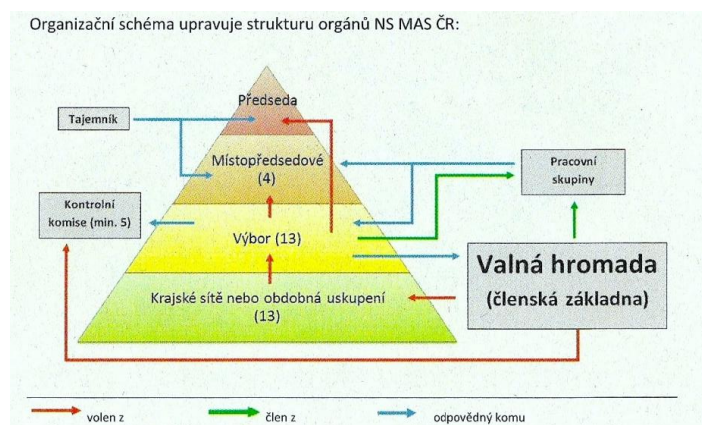 Organizační schéma upravuje strukturu orgánů NS MAS ČR:
Předseda
Tajemník
Místopředsedové
(4)
Pracovní
skupiny
Kontrolní
komise (min. 5)
Výbor (13)
Valná hromada
(členská základna)
Krajské sítě nebo obdobná uskupení
(13)
volen z
člen z
odpovědný komu